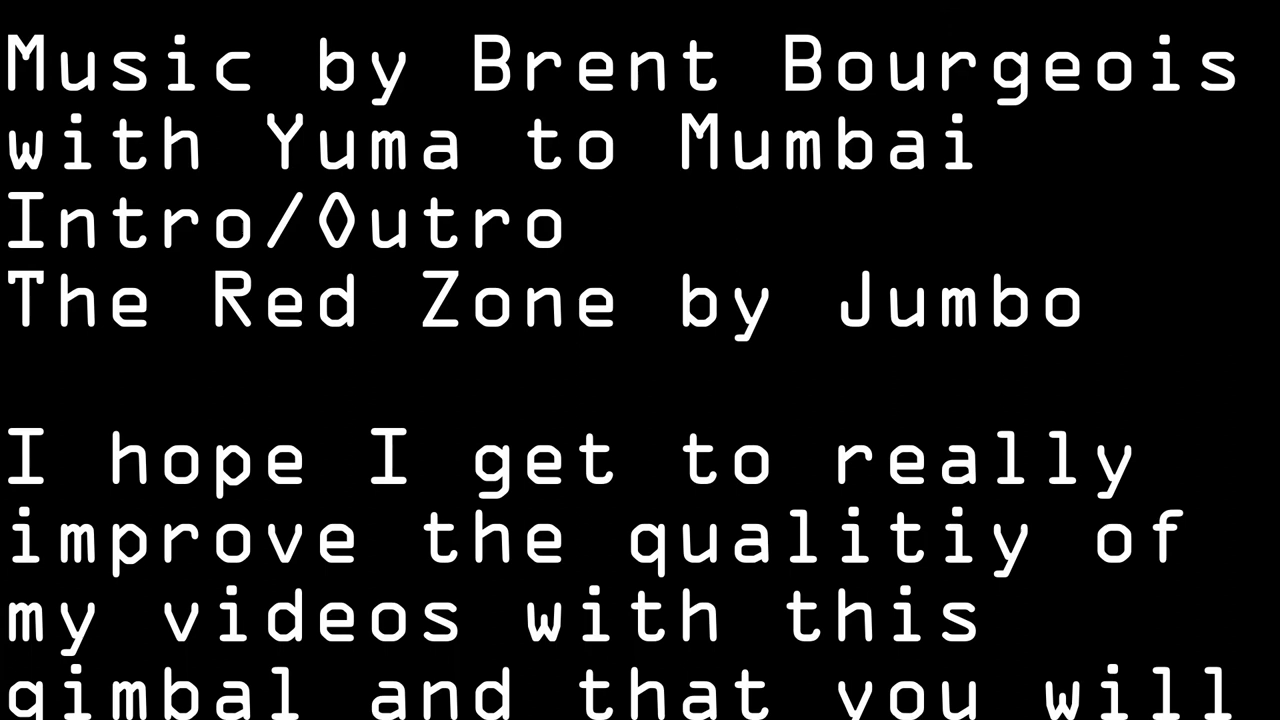 Music by Brent Bourgeois
with Yuma to Mumbai
Intro/Outro
The Red Zone by Jumbo
I hope I get to really
improve the qualitiy of
my videos with this
gimbal and that you will